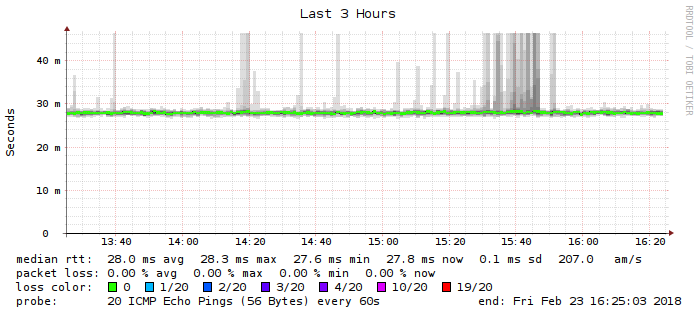 Last 3 Hours
RRDTOOL / TOBI OETIKER
Seconds
40 m
30 m
20 m
10 m
0
13:40 14:00 14:20 14:40 15:00 15:20 15:40 16:00 16:20
median rtt: 28.0 ms avg 28.3 ms max 27.6 ms min 27.8 ms now 0.1 ms sd 207.0 am/s
packet loss: 0.00 % avg 0.00 % max 0.00 % min 0.00 % now
loss color: 0 1/20 2/20 3/20 4/20 10/20 19/20
probe: 20 ICMP Echo Pings (56 Bytes) every 60s end: Fri Feb 23 16:25:03 2018